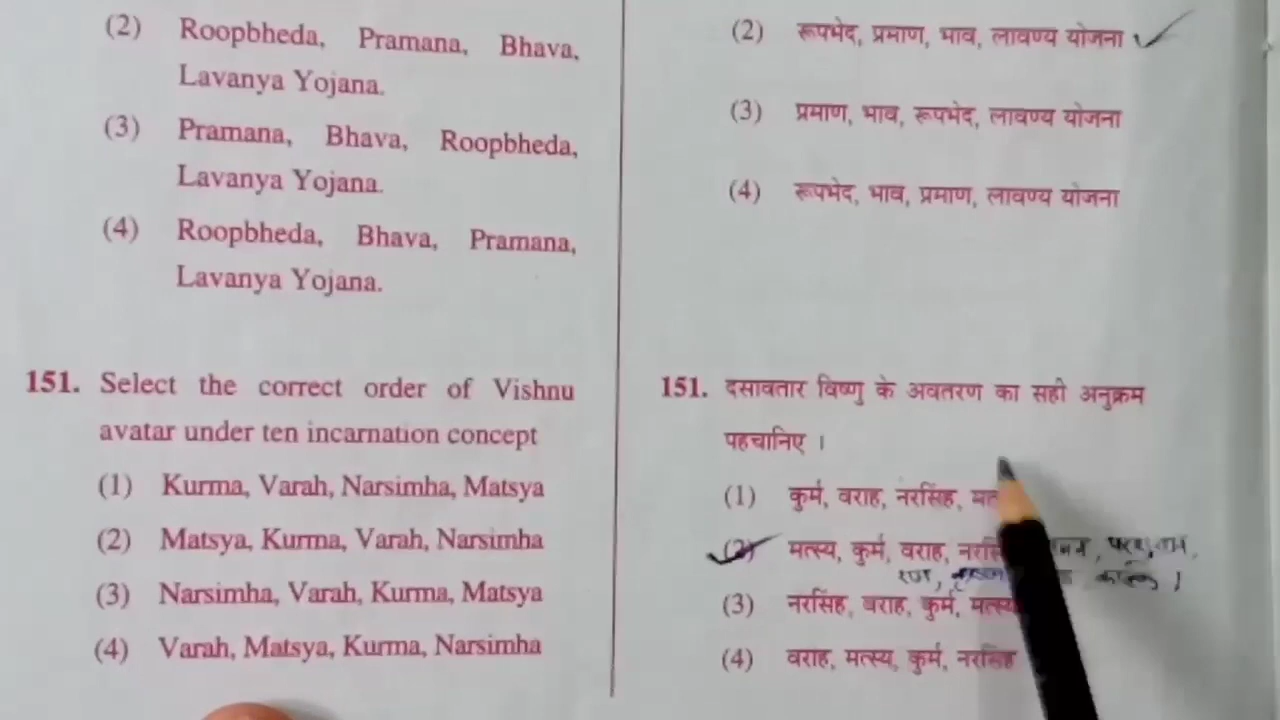 (2) Roopbheda, Pramana, Bhava,
Lavanya Yojana.
(3) Pramana, Bhava, Roopbheda,
Lavanya Yojana.
(4) Roopbheda, Bhava, Pramana,
Lavanya Yojana.
151. Select the correct order of Vishnu
avatar under ten incarnation concept
(1) Kurma, Varah, Narsimha, Matsya
(2) Matsya, Kurma, Varah, Narsimha
(3) Narsimha, Varah, Kurma, Matsya
(4) Varah, Matsya, Kurma, Narsimha
(2) रूपभेद, प्रमाण, भाव, लावण्य योजना
(3) प्रमाण, भाव, रूपभेद, लावण्य योजना
(4) रूपभेद, भाव, प्रमाण, लावण्य योजना
151. दसावतार विष्णु के अवतरण का सही अनुक्रम
पहचानिए ।
(1) कुर्म, वराह, नरसिंह,
(2) मत्स्य, कुर्म, वराह,
(3) नरसिंह, वराह, कुर्म, मत्स्य
(4) वराह, मत्स्य, कुर्म, नरसिंह